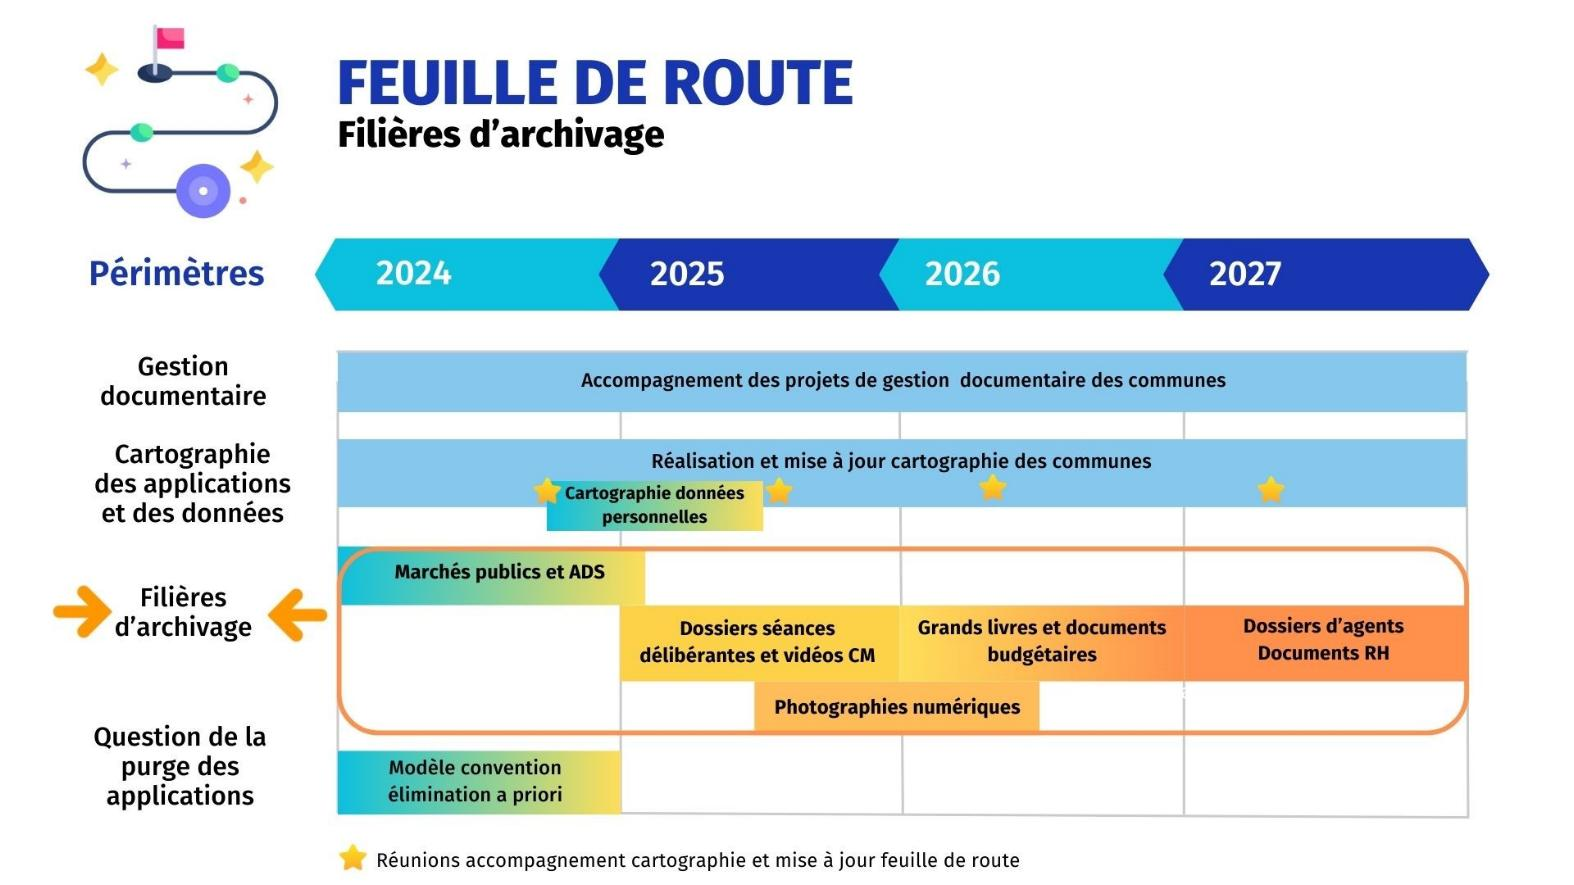 FEUILLE DE ROUTE
Filières d’archivage
Périmètres
2024
2025
2026
2027
Gestion
documentaire
Accompagnement des projets de gestion  documentaire des communes
Cartographie
des applications
et des données
Réalisation et mise à jour cartographie des communes
Cartographie données
personnelles
Filières
d’archivage
Marchés publics et ADS
Dossiers séances
délibérantes et vidéos CM
Grands livres et documents
budgétaires
Dossiers d’agents
Documents RH
Photographies numériques
Question de la
purge des
applications
Modèle convention
élimination a priori
Réunions accompagnement cartographie et mise à jour feuille de route